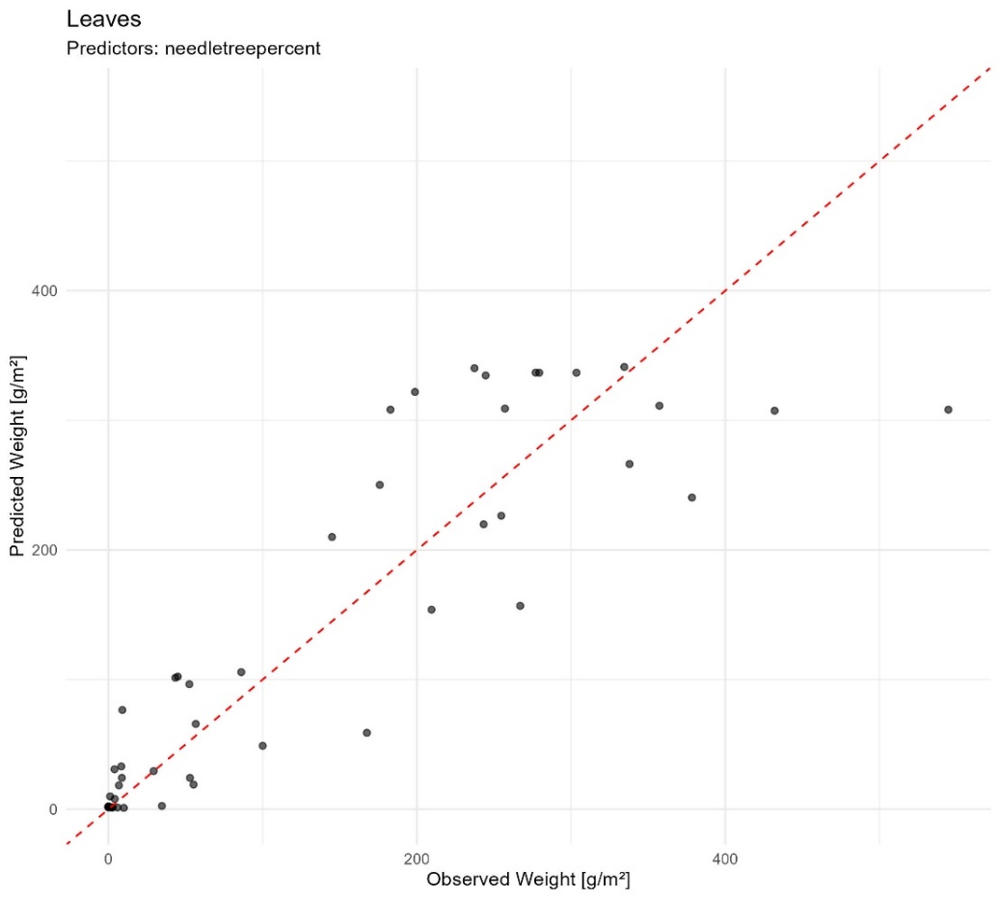 Leaves
Predictors: needletreepercent
Predicted Weight [g/m²]
400
200
0
0 200 400
Observed Weight [g/m²]